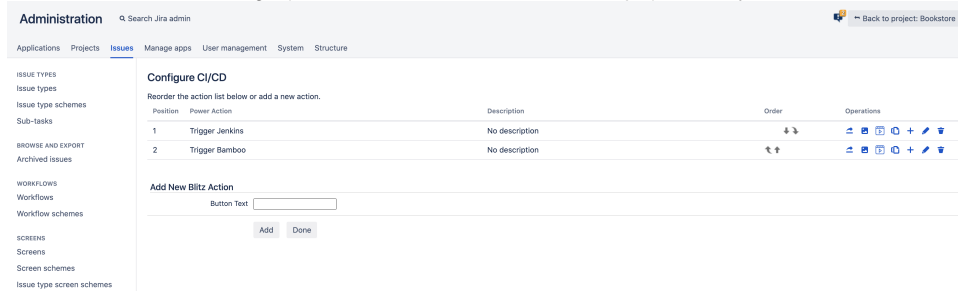 Administration Search Jira admin Back to project: Bookstore
Applications Projects Issues Manage apps User management System Structure
ISSUE TYPES
Issue types
Issue type schemes
Sub-tasks
BROWSE AND EXPORT
Archived issues
WORKFLOWS
Workflows
Workflow schemes
SCREENS
Screens
Screen schemes
Issue type screen schemes
Configure CI/CD
Reorder the action list below or add a new action.
Position Power Action Description Order Operations
1 Trigger Jenkins No description
2 Trigger Bamboo No description
Add New Blitz Action
Button Text
Add Done